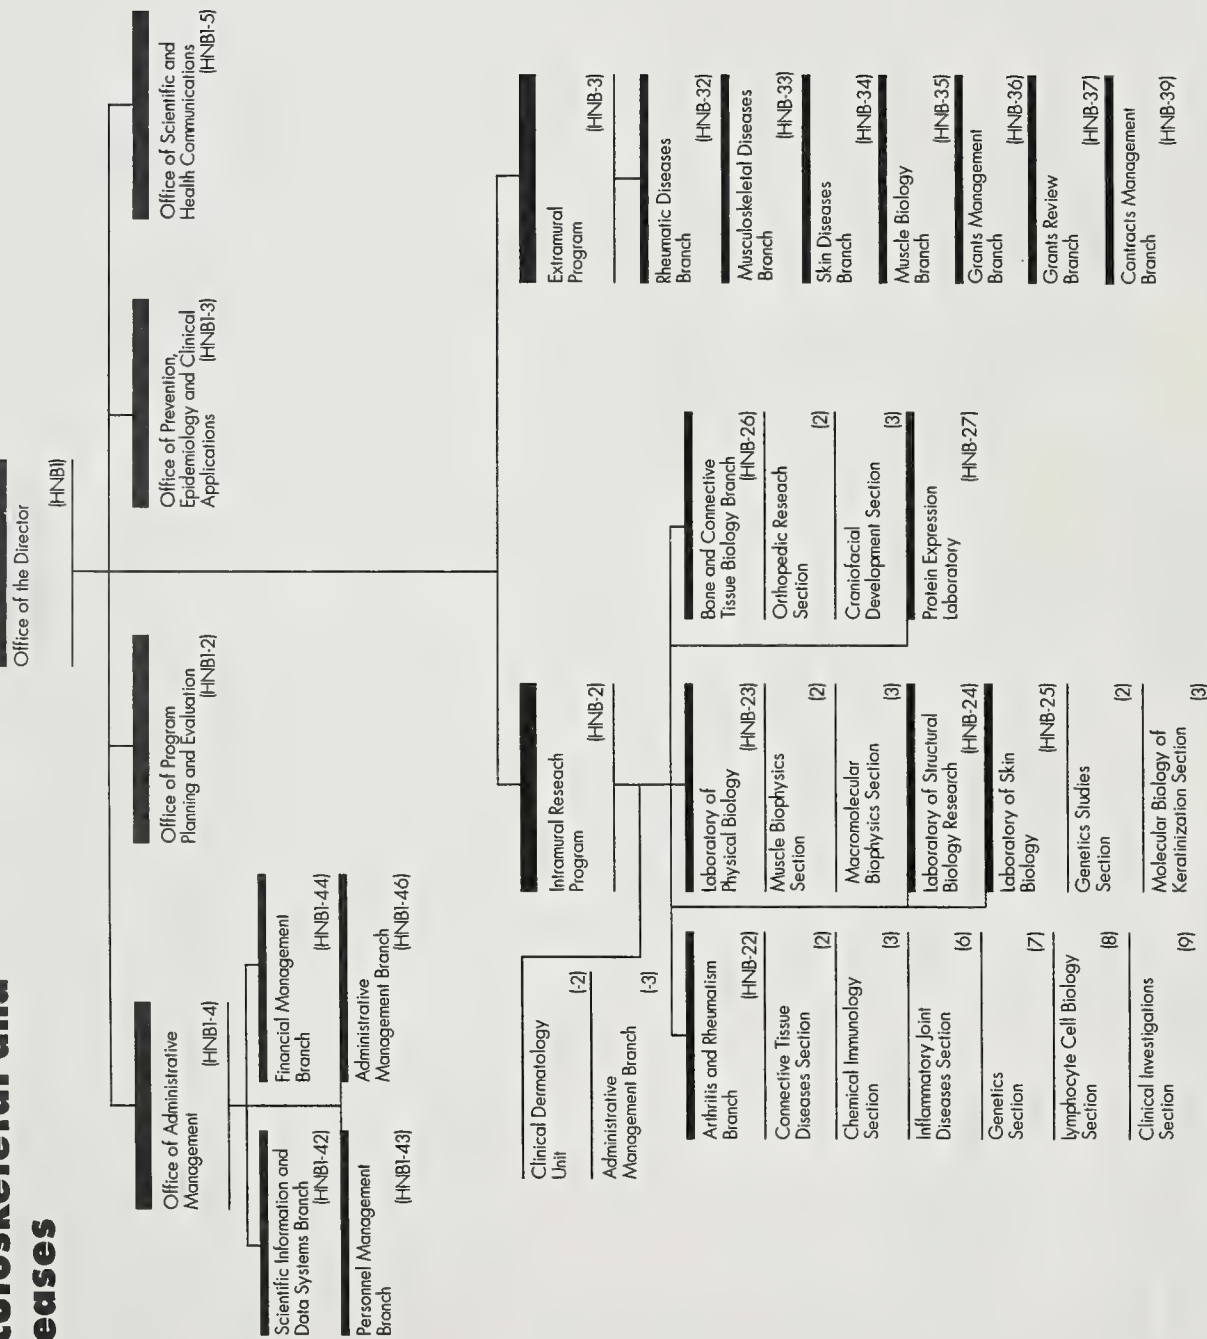 culoskeletal and
eases
Office of the Director
(HNB1)
Office of Administrative
Management
(HNB1-4)
Office of Program
Planning and Evaluation
(HNB1-2)
Office of Prevention,
Epidemiology and Clinical
Applications (HNB1-3)
Office of Scientific and
Health Communications
(HNB1-5)
Scientific Information and
Data Systems Branch
(HNB1-42)
Financial Management
Branch
(HNB1-44)
Personnel Management
Branch
(HNB1-43)
Administrative
Management Branch
(HNB1-46)
Intramural Reseach
Program
(HNB-2)
Clinical Dermatology
Unit
(-2)
Administrative
Management Branch
(-3)
Arthritis and Rheumatism
Branch
(HNB-22)
Connective Tissue
Diseases Section
(2)
Chemical Immunology
Section
(3)
Inflammatory Joint
Diseases Section
(6)
Genetics
Section
(7)
Lymphocyte Cell Biology
Section
(8)
Clinical Investigations
Section
(9)
Laboratory of
Physical Biology
(HNB-23)
Muscle Biophysics
Section
(2)
Macromolecular
Biophysics Section
(3)
Laboratory of Structural
Biology Research (HNB-24)
Laboratory of Skin
Biology
(HNB-25)
Genetics Studies
Section
(2)
Molecular Biology of
Keratinization Section
(3)
Bone and Connective
Tissue Biology Branch
(HNB-26)
Orthopedic Reseach
Section
(2)
Craniofacial
Development Section
(3)
Protein Expression
Laboratory
(HNB-27)
Extramural
Program
(HNB-3)
Rheumatic Diseases
Branch
(HNB-32)
Musculoskeletal Diseases
Branch
(HNB-33)
Skin Diseases
Branch
(HNB-34)
Muscle Biology
Branch
(HNB-35)
Grants Management
Branch
(HNB-36)
Grants Review
Branch
(HNB-37)
Contracts Management
Branch
(HNB-39)